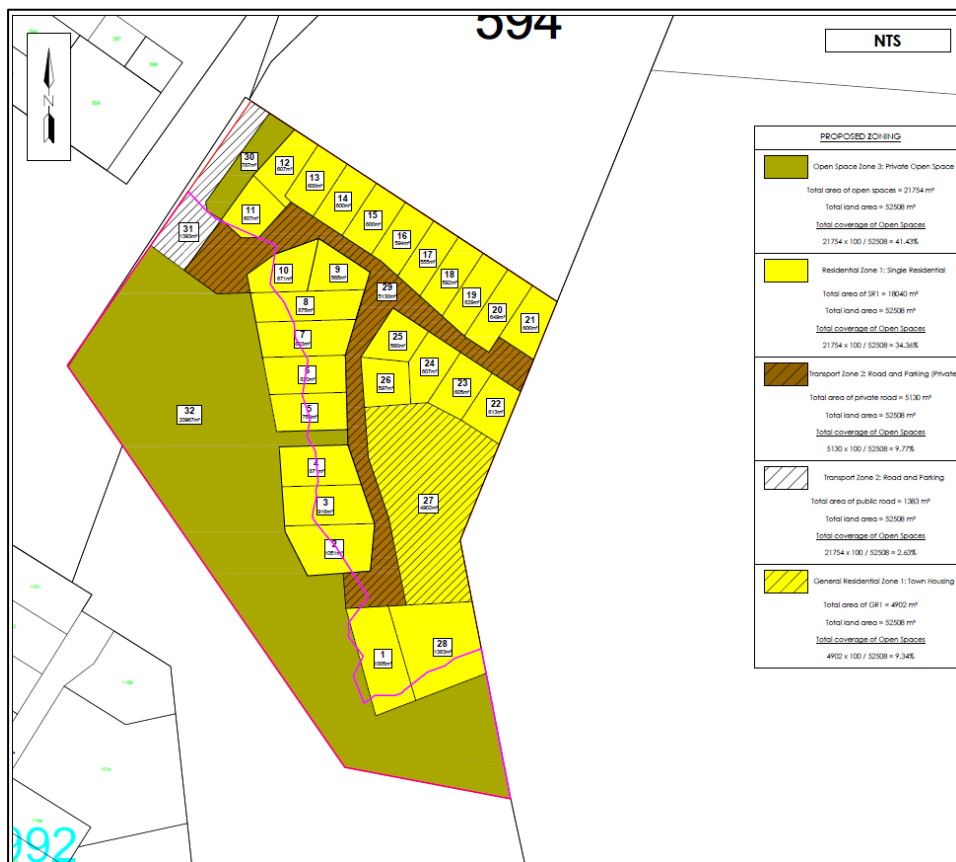 594
NTS
N
PROPOSED ZONING
Open Space Zone 3: Private Open Space
Total area of open spaces = 21754 m²
Total land area = 52508 m²
Total coverage of Open Spaces
21754 x 100 / 52508 = 41.43%
Residential Zone 1: Single Residential
Total area of SR1 = 18040 m²
Total land area = 52508 m²
Total coverage of Open Spaces
21754 x 100 / 52508 = 34.36%
Transport Zone 2: Road and Parking (Private
Total area of private road = 5130 m²
Total land area = 52508 m²
Total coverage of Open Spaces
5130 x 100 / 52508 = 9.77%
Transport Zone 2: Road and Parking
Total area of public road = 1383 m²
Total land area = 52508 m²
Total coverage of Open Spaces
21754 x 100 / 52508 = 2.63%
General Residential Zone 1: Town Housing
Total area of GR1 = 4902 m²
Total land area = 52508 m²
Total coverage of Open Spaces
4902 x 100 / 52508 = 9.34%
30
787m²
12
607m²
13
600m²
14
600m²
15
600m²
16
594m²
17
555m²
18
592m²
19
629m²
20
649m²
21
600m²
11
607m²
31
10
671m²
9
29
5130m²
8
875m²
7
6
5
4
3
2
1
28
1383m²
25
24
607m²
23
605m²
22
613m²
26
597m²
27
4902m²
32
20967m²
992